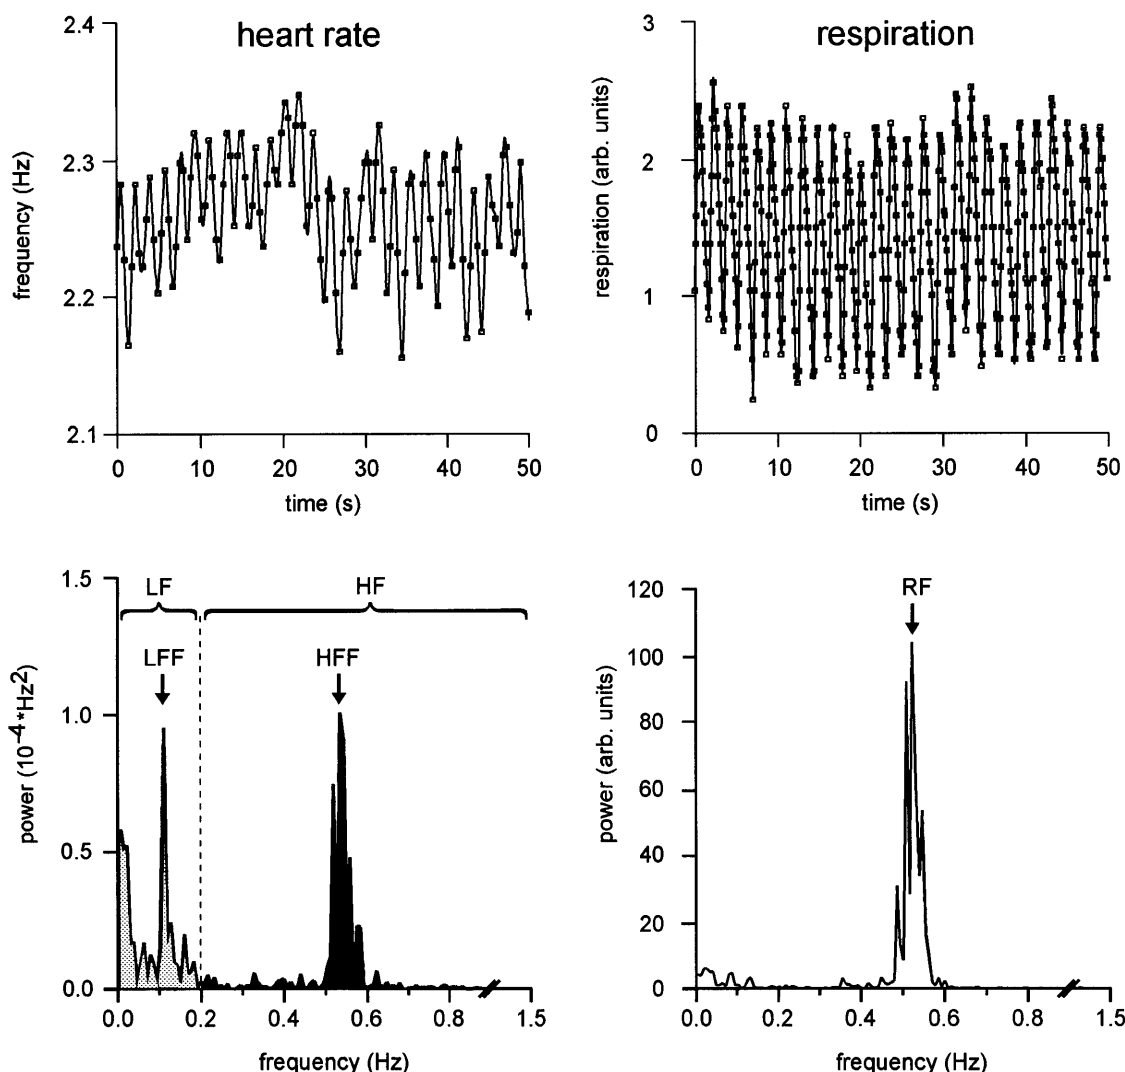 heart rate
2.4
2.3
2.2
2.1
frequency (Hz)
0 10 20 30 40 50
time (s)
respiration
3
2
1
0
respiration (arb. units)
0 10 20 30 40 50
time (s)
LF HF
LFF HFF
1.5
1.0
0.5
0.0
power (10⁻⁴*Hz²)
0.0 0.2 0.4 0.6 0.8 1.5
frequency (Hz)
RF
120
100
80
60
40
20
0
power (arb. units)
0.0 0.2 0.4 0.6 0.8 1.5
frequency (Hz)